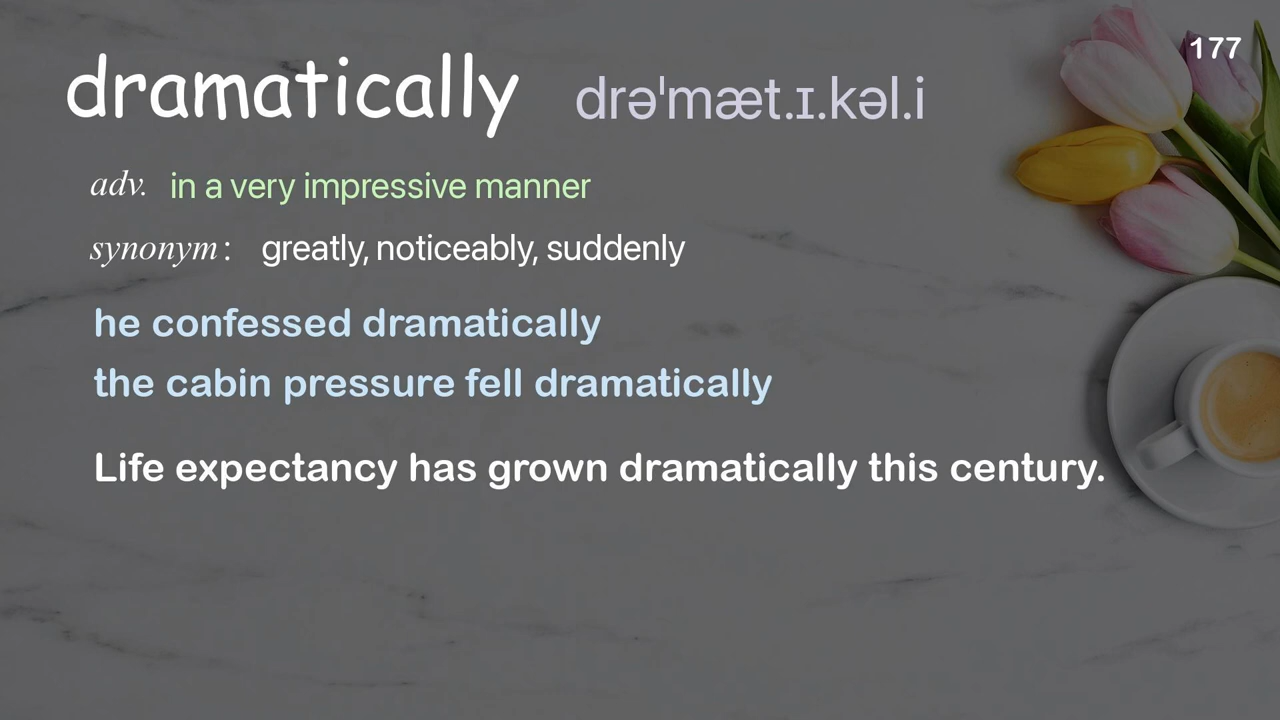 177
dramatically drəˈmæt.ɪ.kəl.i
adv. in a very impressive manner
synonym: greatly, noticeably, suddenly
he confessed dramatically
the cabin pressure fell dramatically
Life expectancy has grown dramatically this century.